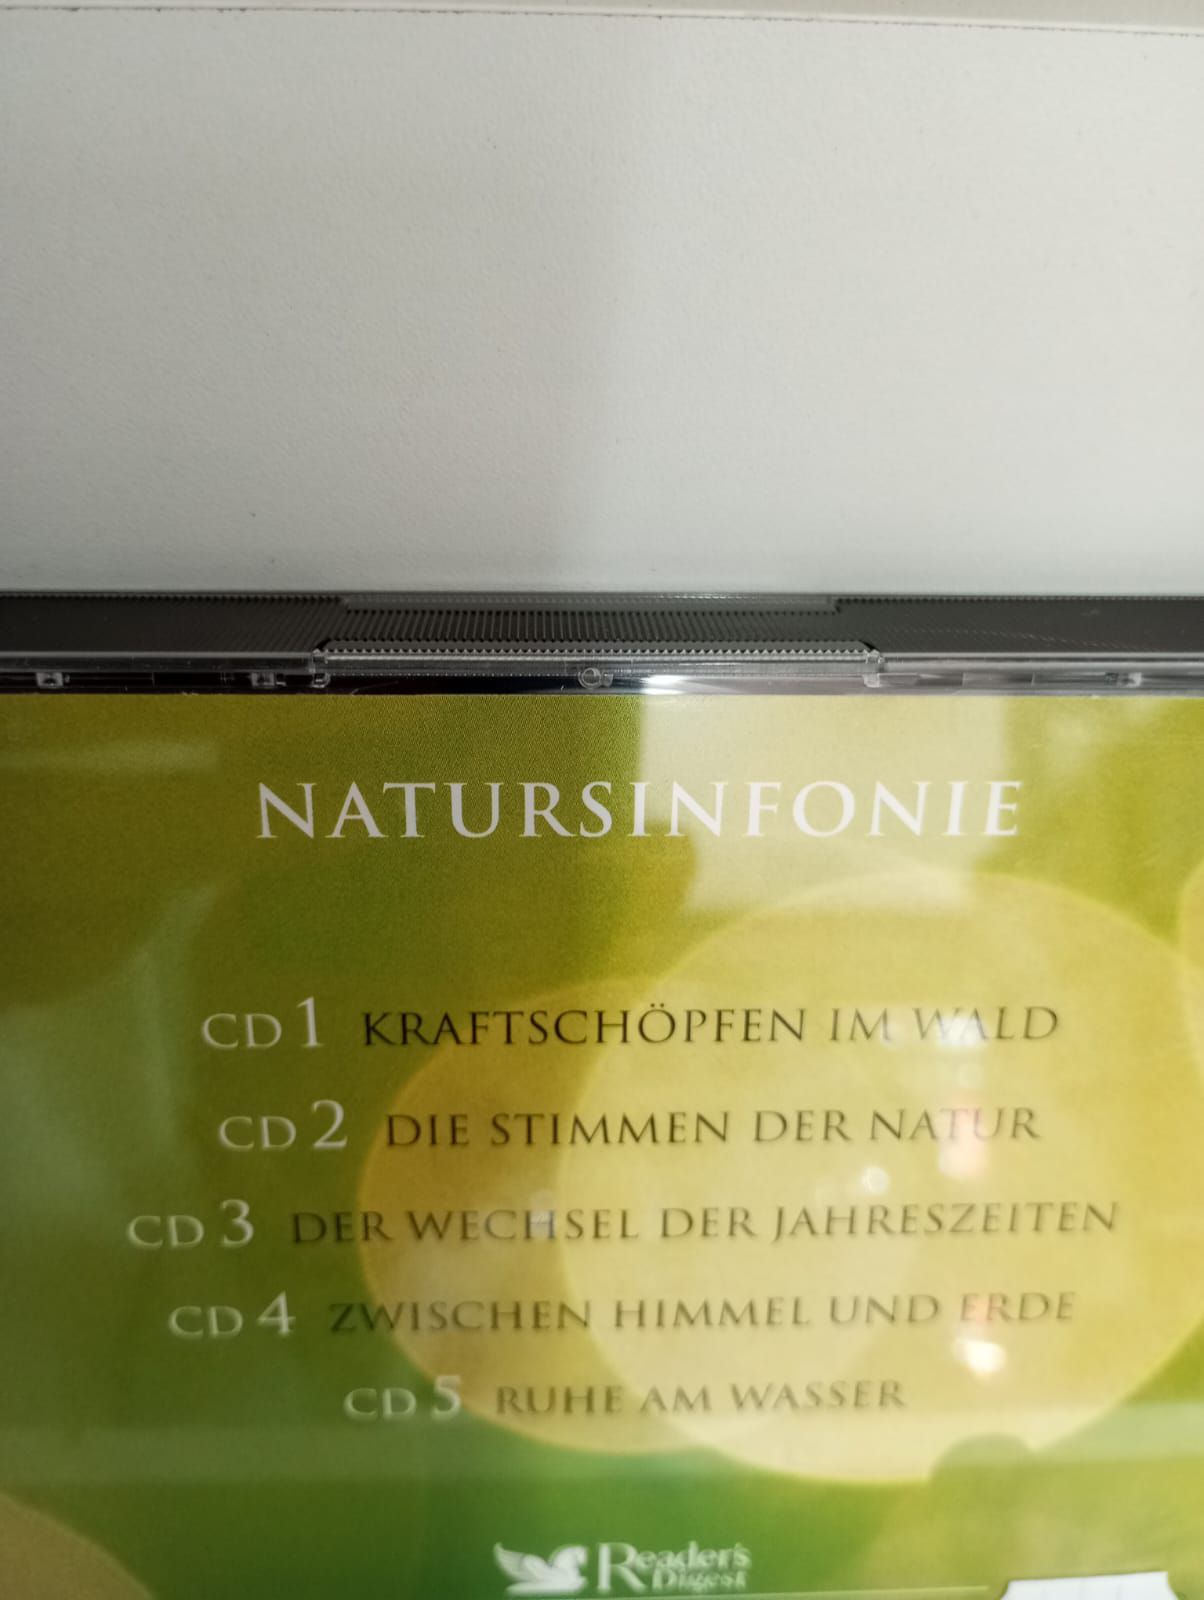 NATURSINFONIE
CD 1 KRAFTSCHÖPFEN IM WALD
CD 2 DIE STIMMEN DER NATUR
CD 3 DER WECHSEL DER JAHRESZEITEN
CD 4 ZWISCHEN HIMMEL UND ERDE
CD 5 RUHE AM WASSER
Reader's
Digest